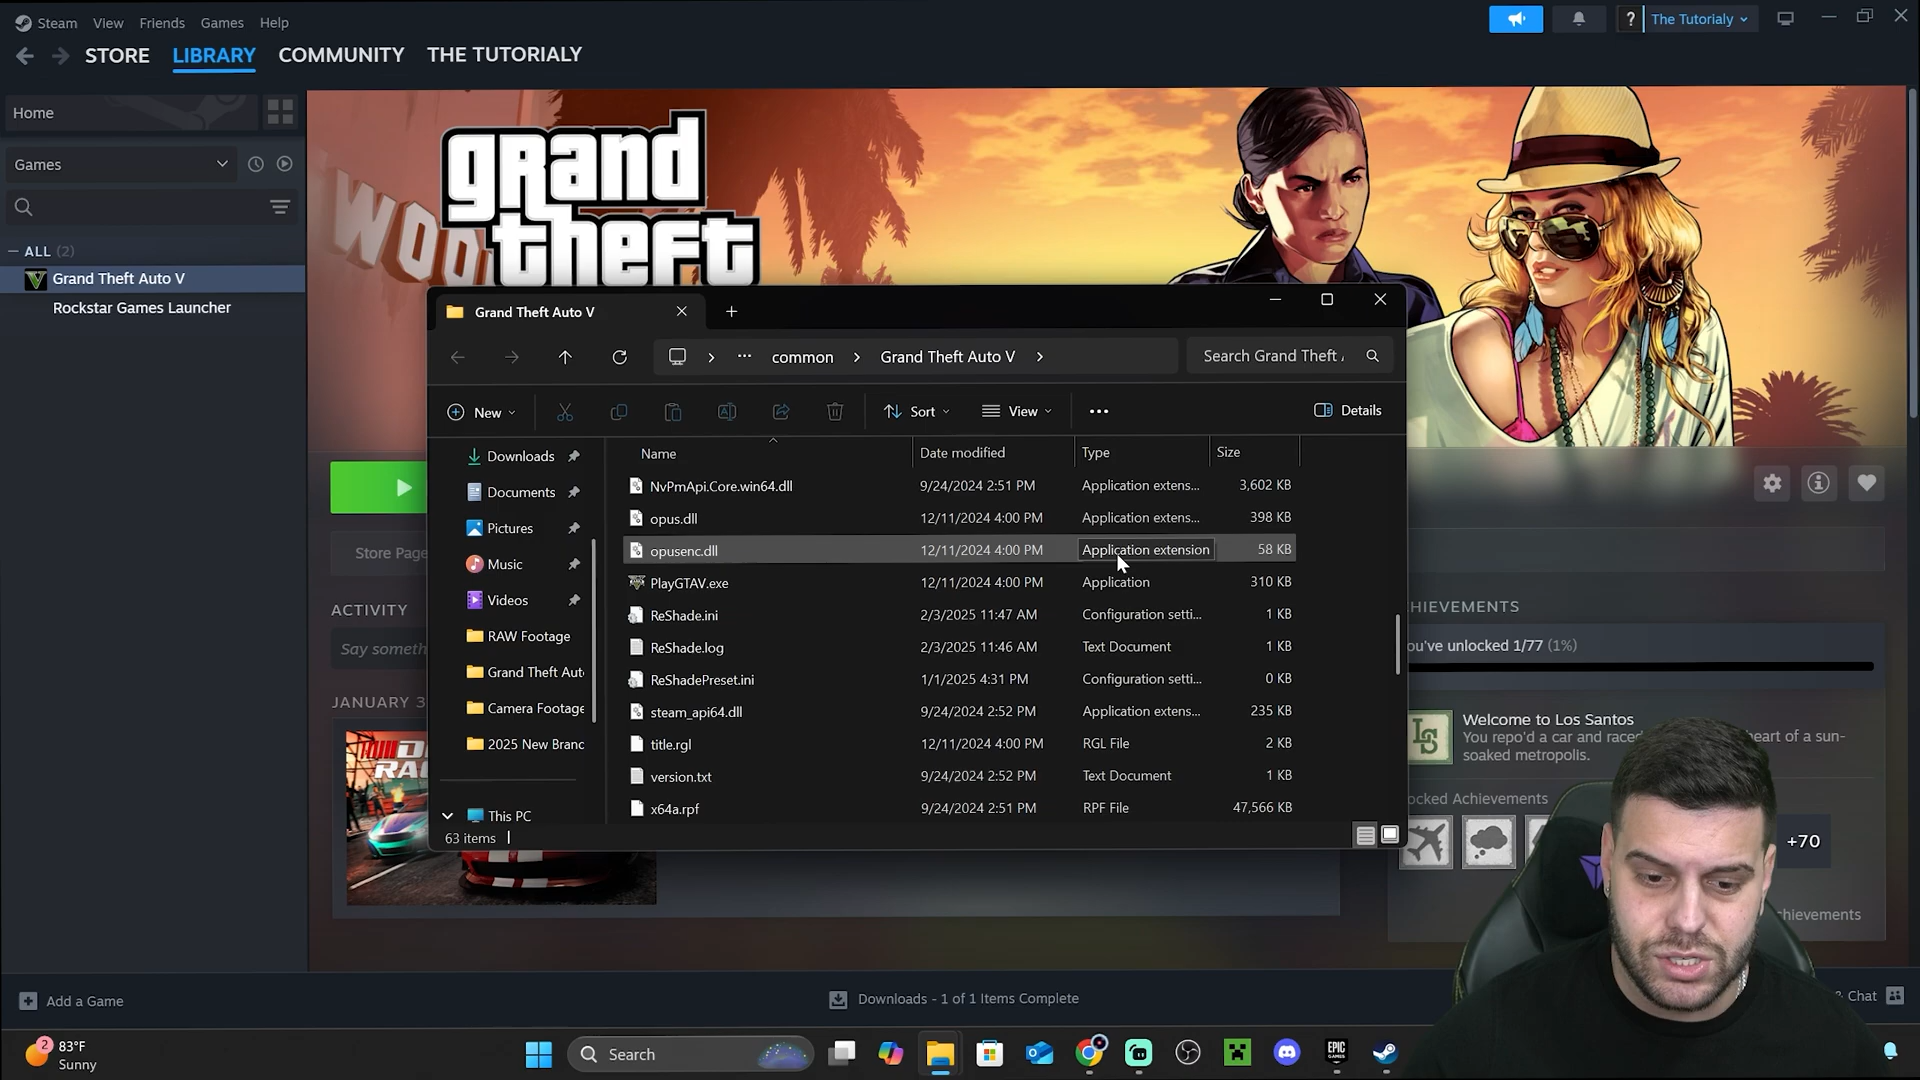 Steam View Friends Games Help
? The Tutorialy
STORE LIBRARY COMMUNITY THE TUTORIALY
Home
Games
ALL (2)
Grand Theft Auto V
Rockstar Games Launcher
grand
theft
WOO
Grand Theft Auto V
common Grand Theft Auto V
Search Grand Theft
New Sort View Details
Downloads
Documents
Pictures
Music
Videos
RAW Footage
Grand Theft Aut
Camera Footage
2025 New Branc
This PC
63 items
Name Date modified Type Size
NvPmApi.Core.win64.dll 9/24/2024 2:51 PM Application extens... 3,602 KB
opus.dll 12/11/2024 4:00 PM Application extens... 398 KB
opusenc.dll 12/11/2024 4:00 PM Application extension 58 KB
PlayGTAV.exe 12/11/2024 4:00 PM Application 310 KB
ReShade.ini 2/3/2025 11:47 AM Configuration setti... 1 KB
ReShade.log 2/3/2025 11:46 AM Text Document 1 KB
ReShadePreset.ini 1/1/2025 4:31 PM Configuration setti... 0 KB
steam_api64.dll 9/24/2024 2:52 PM Application extens... 235 KB
title.rgl 12/11/2024 4:00 PM RGL File 2 KB
version.txt 9/24/2024 2:52 PM Text Document 1 KB
x64a.rpf 9/24/2024 2:51 PM RPF File 47,566 KB
Store Page
ACTIVITY
Say someth
JANUARY 3
HIEVEMENTS
ou've unlocked 1/77 (1%)
LS
Welcome to Los Santos
You repo'd a car and raced heart of a sun-
soaked metropolis.
ocked Achievements
+70
chievements
Add a Game
Downloads - 1 of 1 Items Complete
& Chat
2
83°F
Sunny
Search
EPIC
GAMES